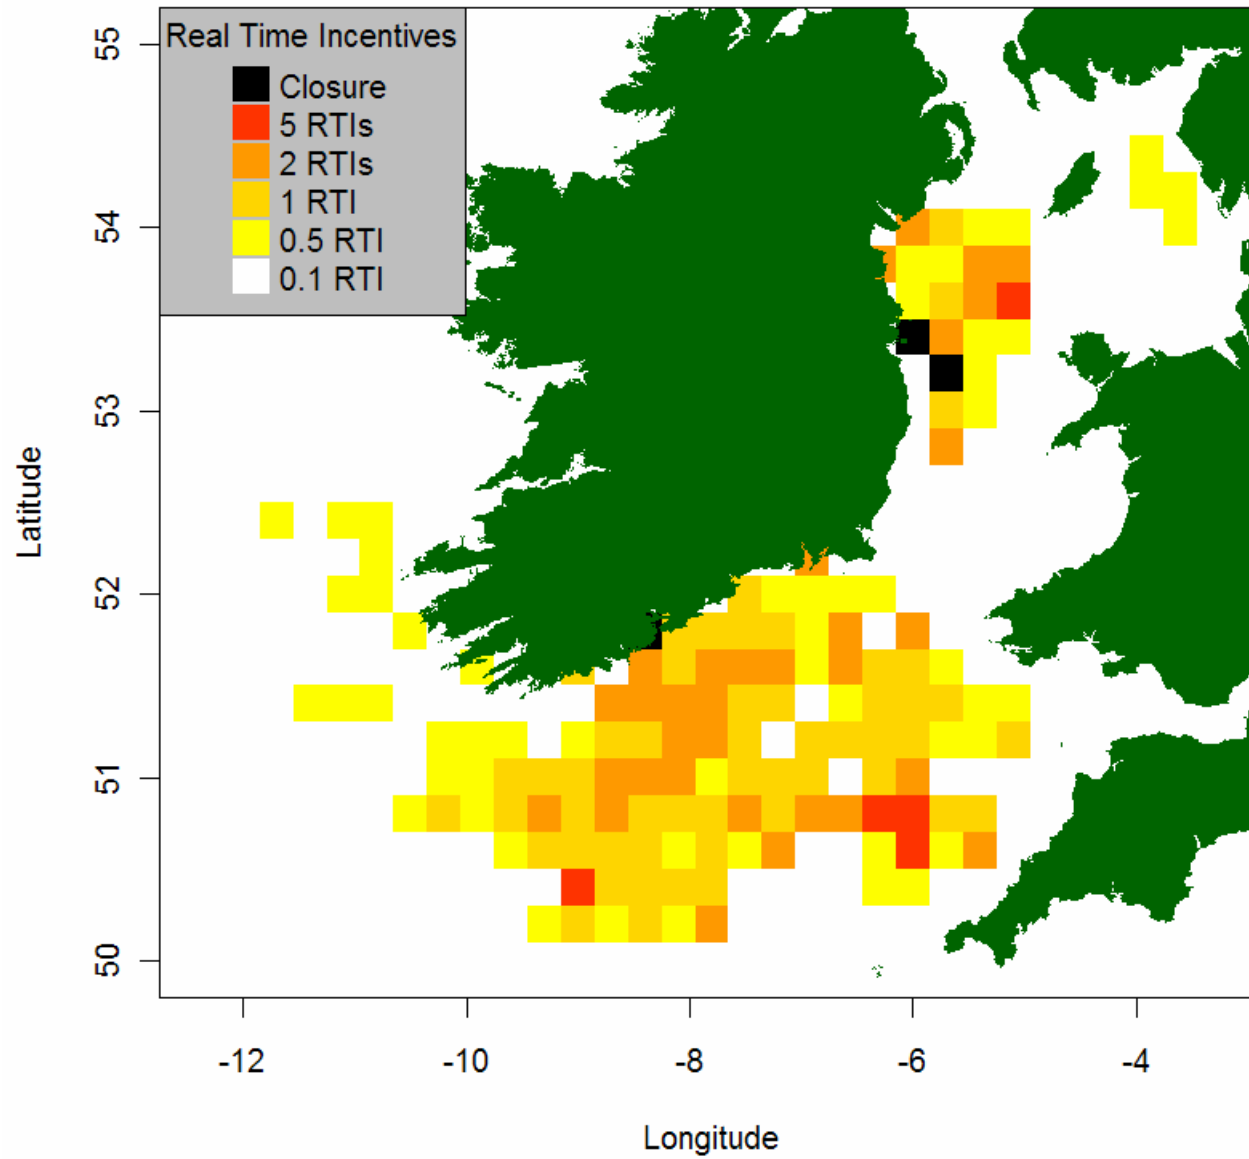 Real Time Incentives
Closure
5 RTIs
2 RTIs
1 RTI
0.5 RTI
0.1 RTI
55
54
53
52
51
50
Latitude
-12 -10 -8 -6 -4
Longitude